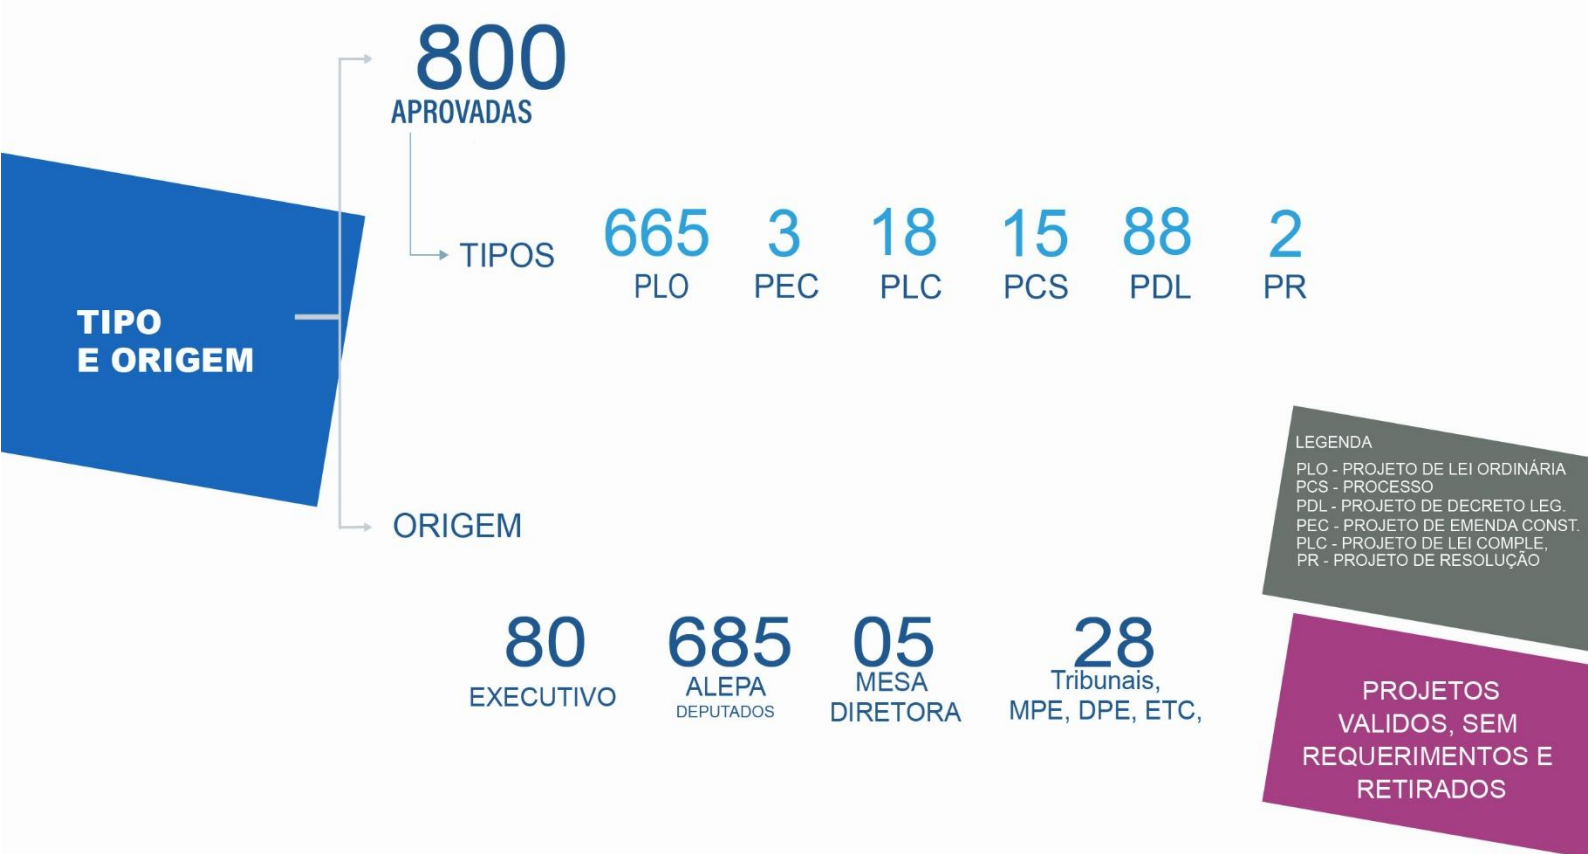 800
APROVADAS
TIPOS
665 3 18 15 88 2
PLO PEC PLC PCS PDL PR
TIPO
E ORIGEM
ORIGEM
80 685 05 28
EXECUTIVO
ALEPA
DEPUTADOS
MESA
DIRETORA
Tribunais,
MPE, DPE, ETC,
LEGENDA
PLO - PROJETO DE LEI ORDINÁRIA
PCS - PROCESSO
PDL - PROJETO DE DECRETO LEG.
PEC - PROJETO DE EMENDA CONST.
PLC - PROJETO DE LEI COMPLE,
PR - PROJETO DE RESOLUÇÃO
PROJETOS
VALIDOS, SEM
REQUERIMENTOS E
RETIRADOS